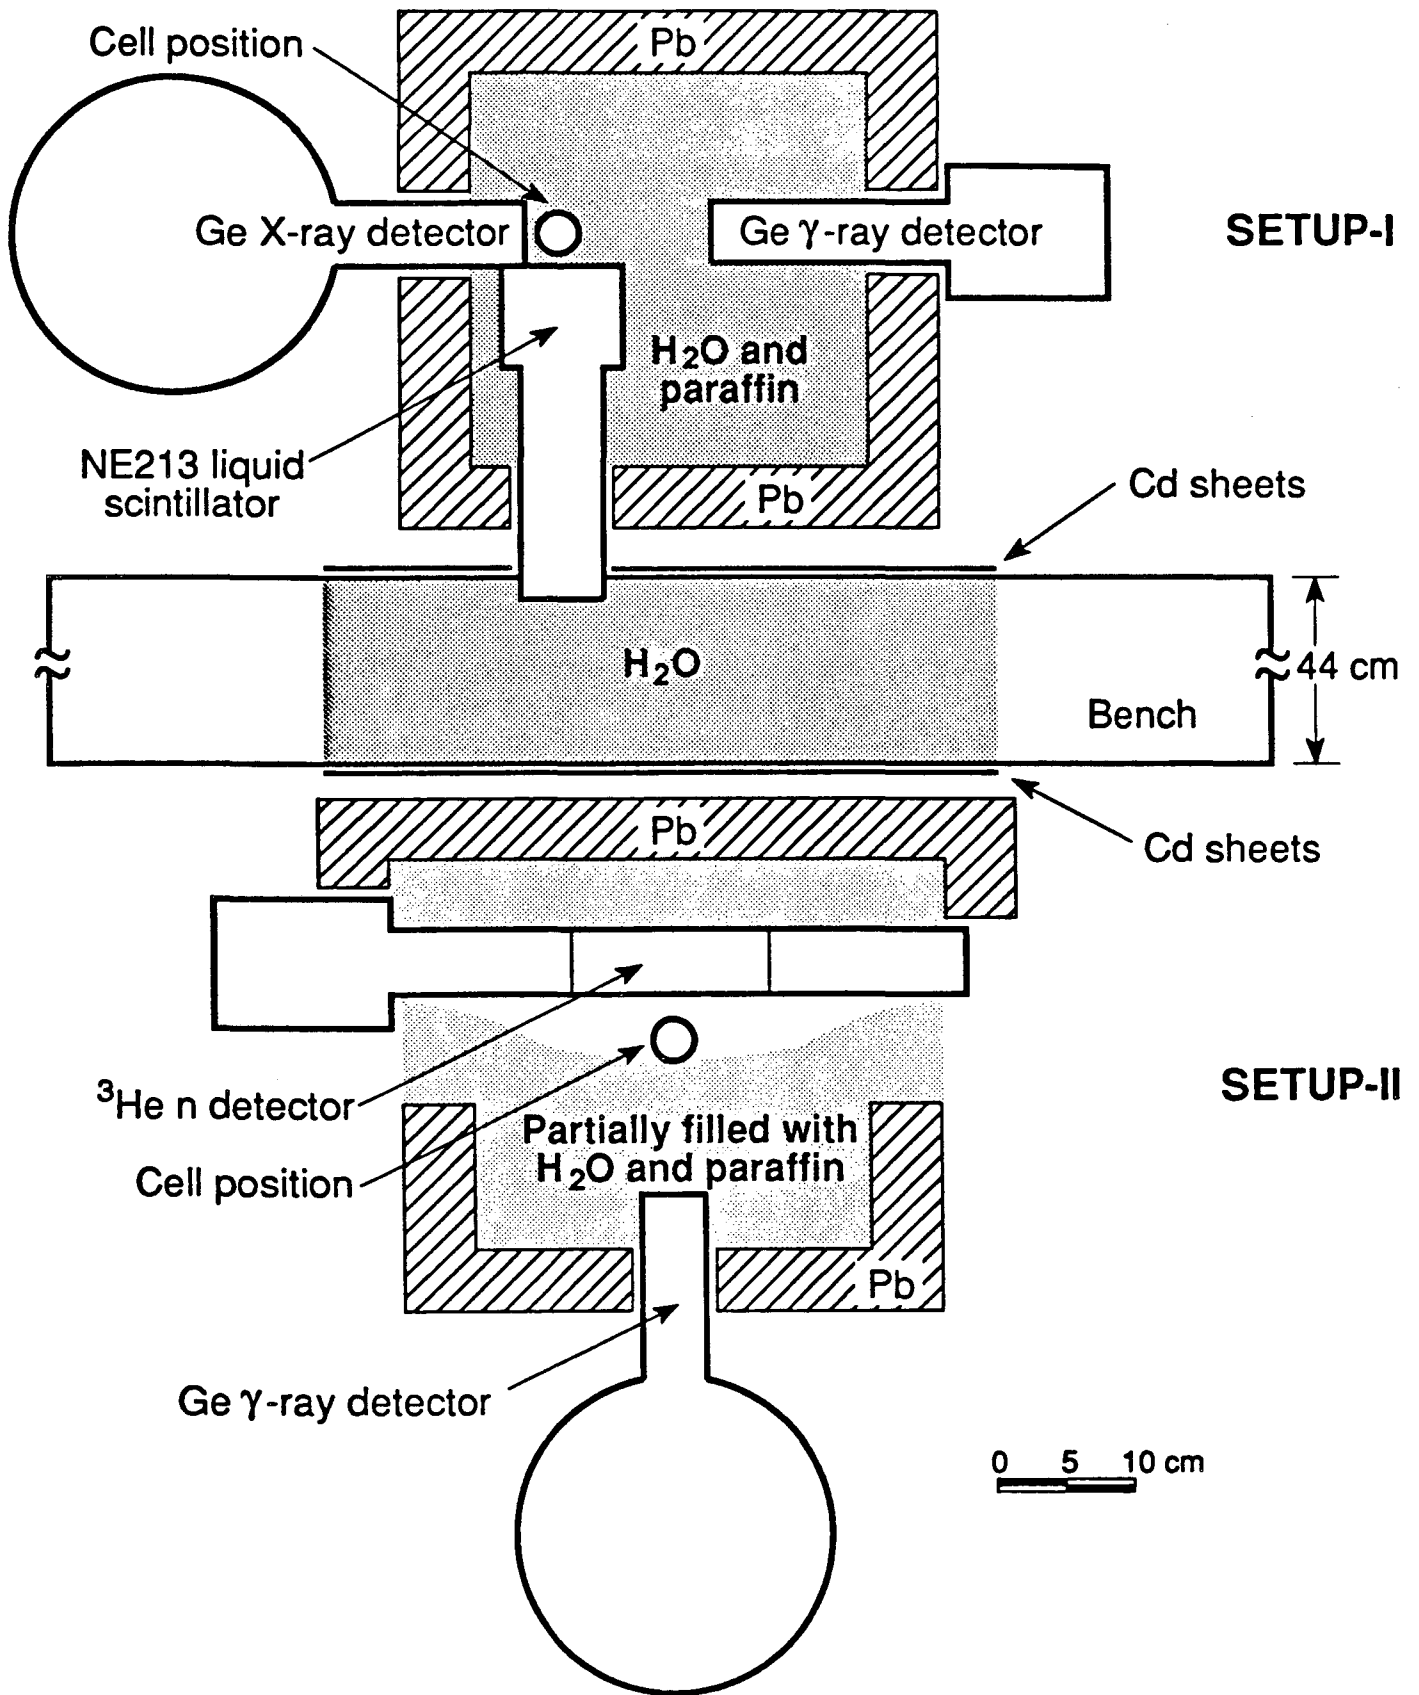 Cell position
Pb
Ge X-ray detector
Ge γ-ray detector
SETUP-I
H₂O and
paraffin
NE213 liquid
scintillator
Pb
Cd sheets
H₂O
44 cm
Bench
Pb
Cd sheets
³He n detector
SETUP-II
Partially filled with
H₂O and paraffin
Cell position
Pb
Ge γ-ray detector
0 5 10 cm